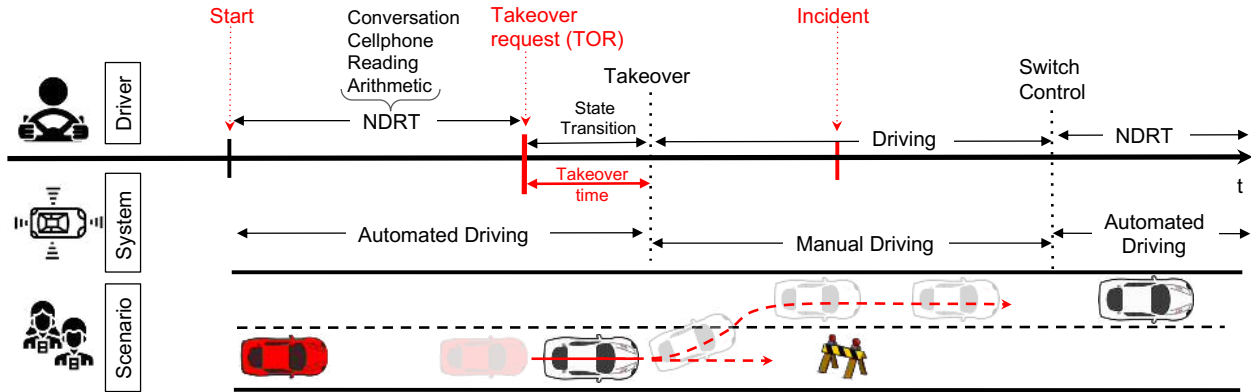 Start
Conversation
Cellphone
Reading
Arithmetic
Takeover
request (TOR)
Incident
Takeover
Switch
Control
Driver
NDRT
State
Transition
Driving
NDRT
Takeover
time
t
System
Automated Driving
Manual Driving
Automated
Driving
Scenario